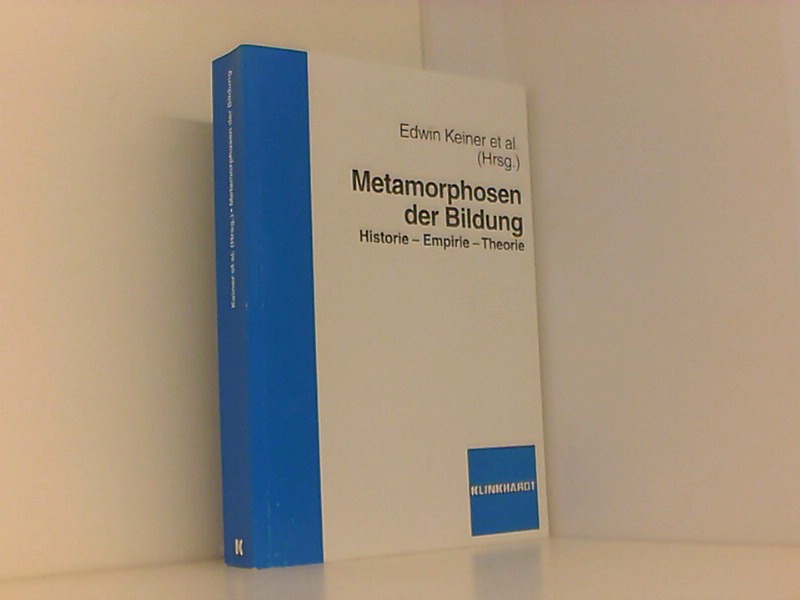 Edwin Keiner et al.
(Hrsg.)
Metamorphosen
der Bildung
Historie – Empirie – Theorie
KLINKHARDT
Keiner et al. (Hrsg.) • Metamorphosen der Bildung
K